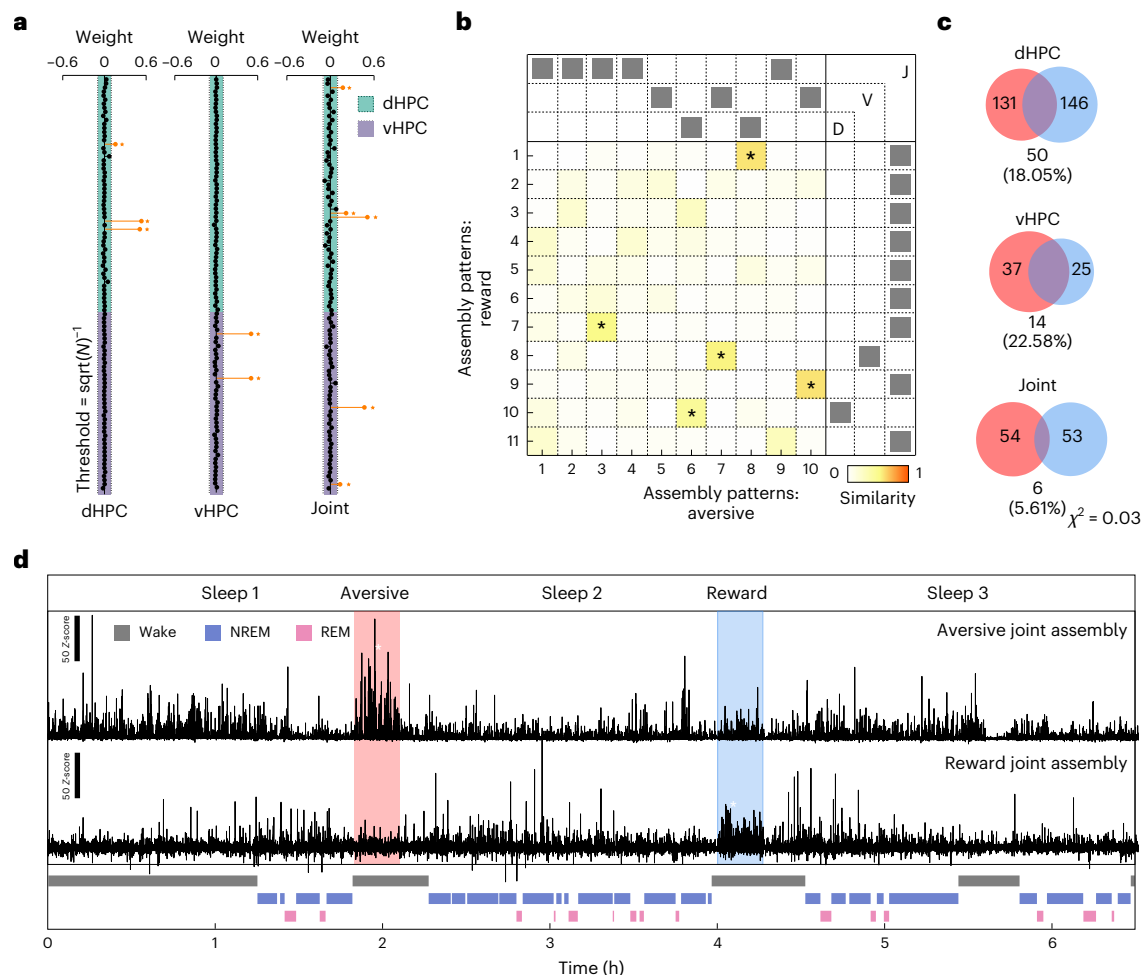 a
Weight
Weight
Weight
−0.6 0 0.6
−0.6 0 0.6
−0.6 0 0.6
dHPC
vHPC
Threshold = sqrt(N)⁻¹
dHPC
vHPC
Joint
b
J
V
D
Assembly patterns:
reward
1
2
3
4
5
6
7
8
9
10
11
* * * * *
1 2 3 4 5 6 7 8 9 10
Assembly patterns:
aversive
0 1
Similarity
c
dHPC
131 146
50
(18.05%)
vHPC
37 25
14
(22.58%)
Joint
54 53
6
(5.61%)
χ² = 0.03
d
Sleep 1 Aversive Sleep 2 Reward Sleep 3
50 Z-score
Wake NREM REM
Aversive joint assembly
50 Z-score
Reward joint assembly
0 1 2 3 4 5 6
Time (h)